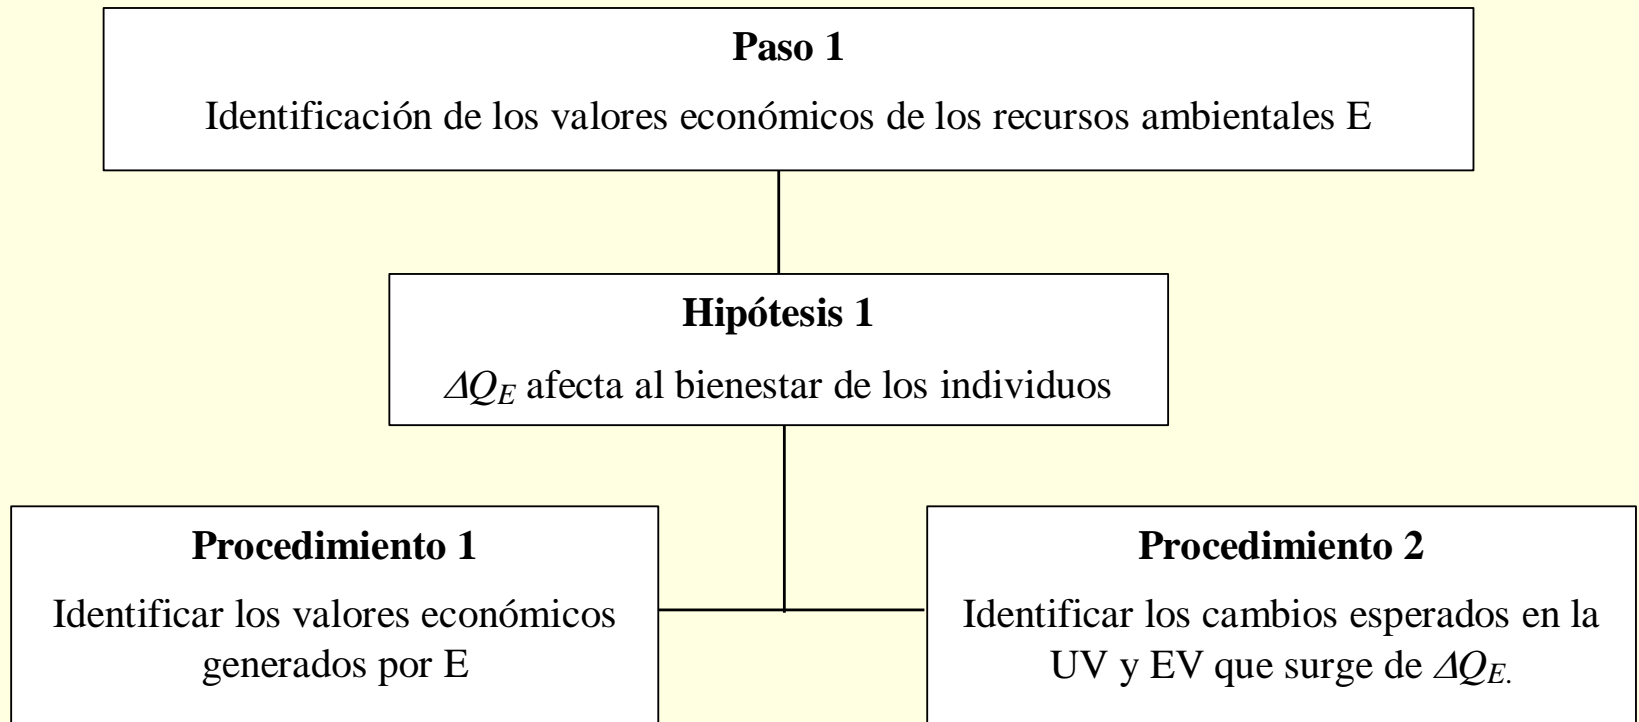 Paso 1
Identificación de los valores económicos de los recursos ambientales E
Hipótesis 1
ΔQ_E afecta al bienestar de los individuos
Procedimiento 1
Identificar los valores económicos
generados por E
Procedimiento 2
Identificar los cambios esperados en la
UV y EV que surge de ΔQ_E.